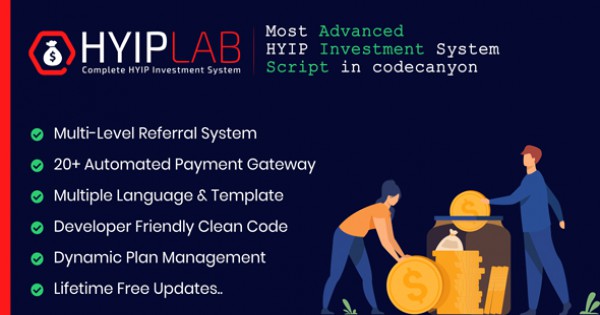 HYIPLAB
Complete HYIP Investment System
Most Advanced
HYIP Investment System
Script in codecanyon
Multi-Level Referral System
20+ Automated Payment Gateway
Multiple Language & Template
Developer Friendly Clean Code
Dynamic Plan Management
Lifetime Free Updates..